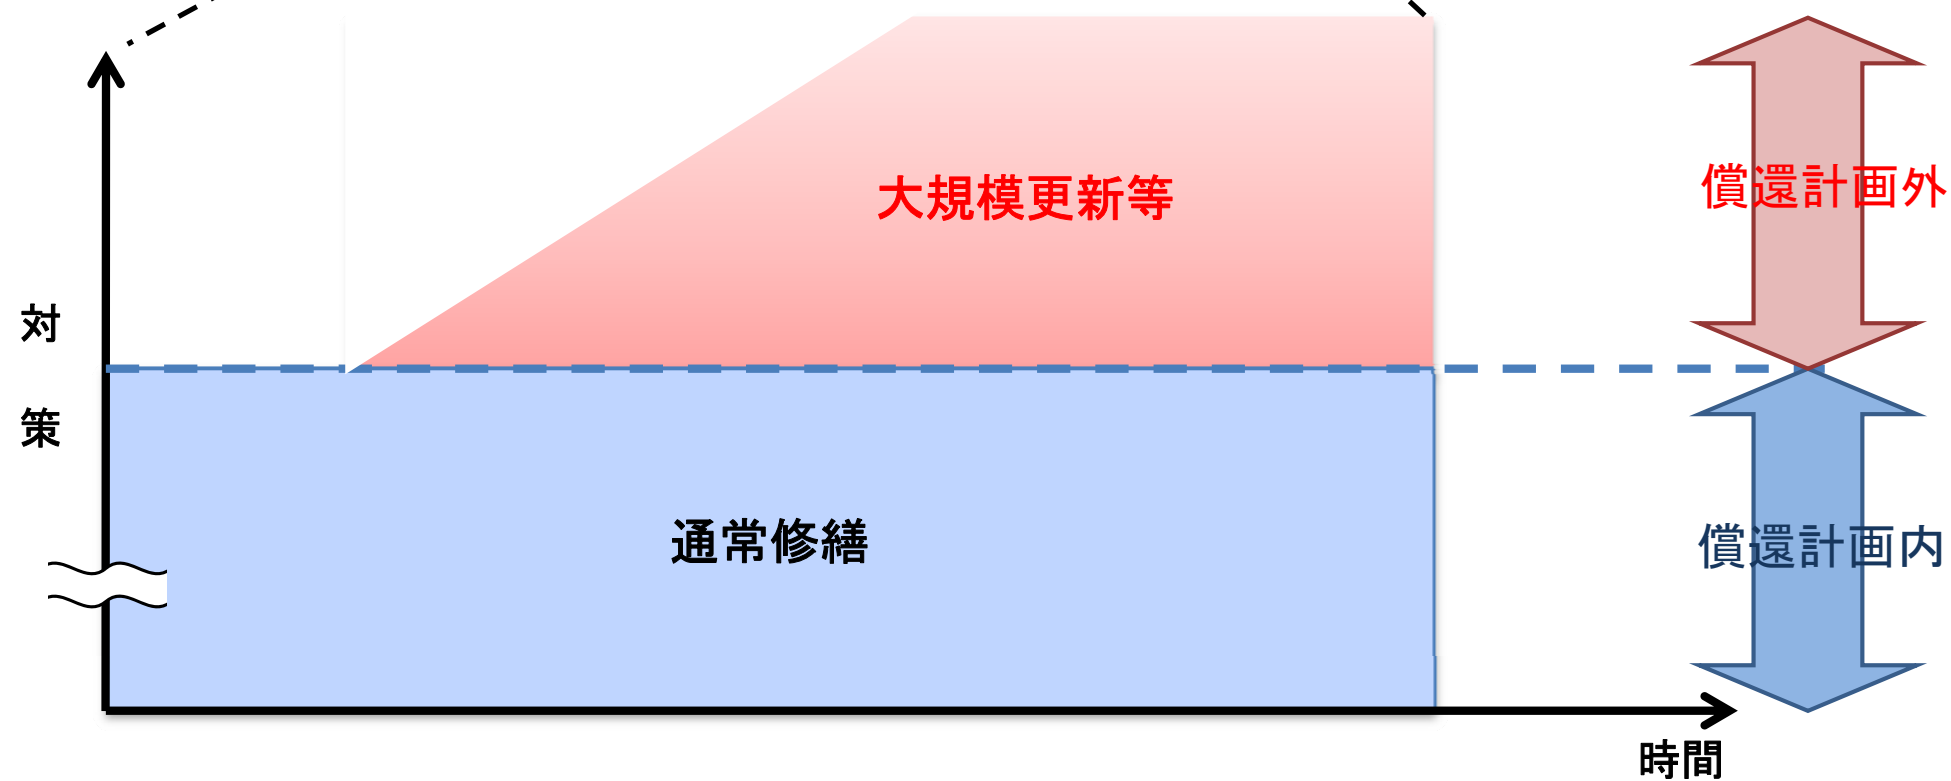 大規模更新等
償還計画外
対
策
通常修繕
償還計画内
時間